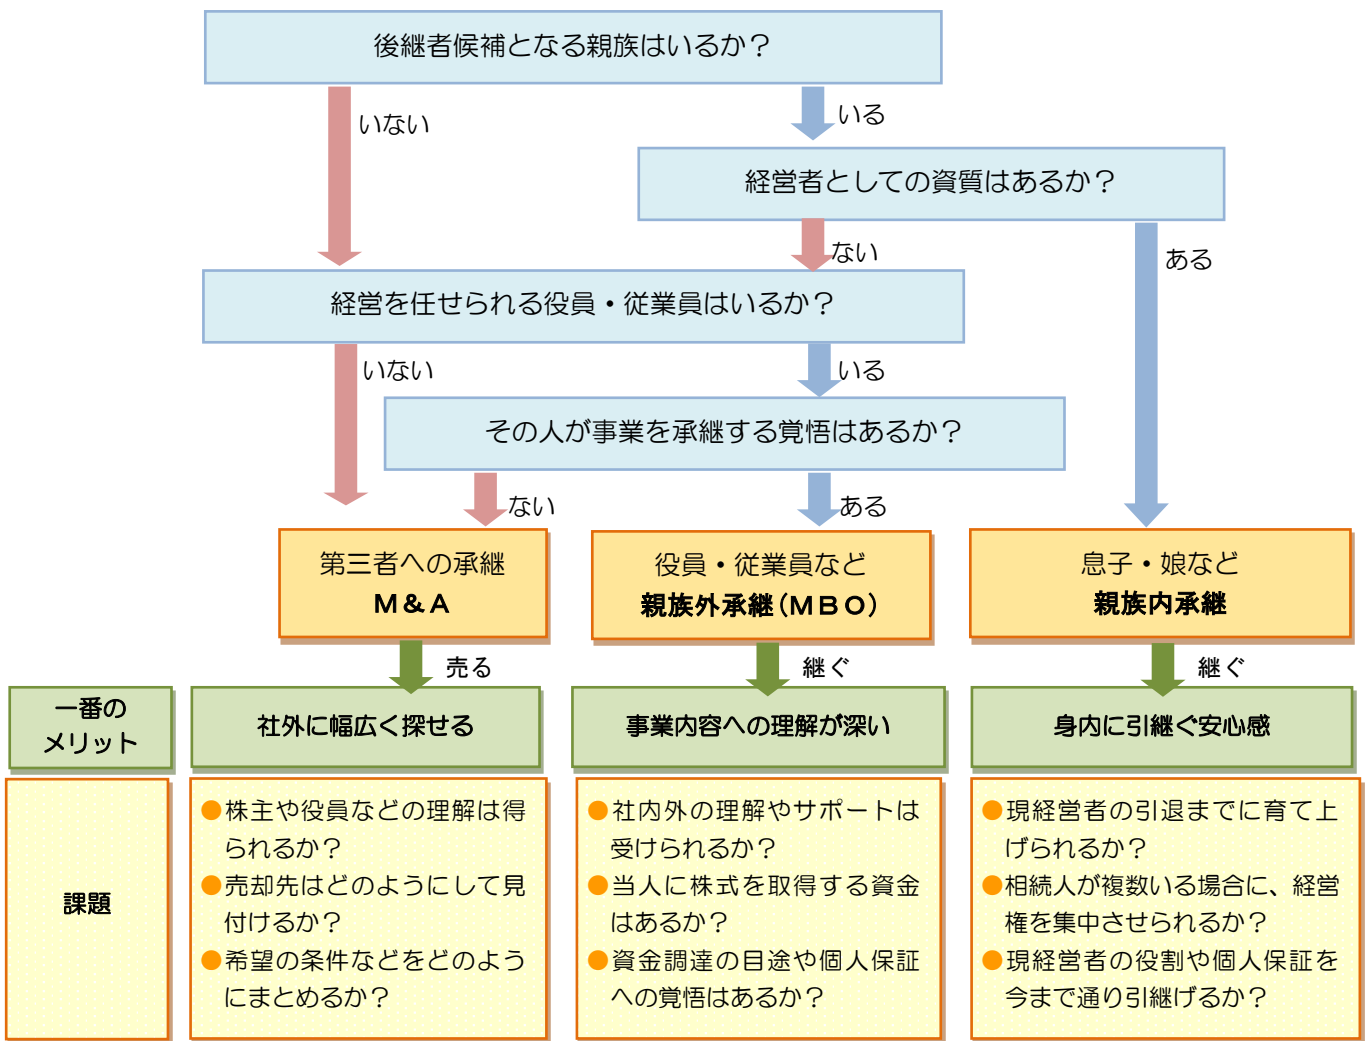 後継者候補となる親族はいるか？
いない
いる
経営者としての資質はあるか？
ない
ある
経営を任せられる役員・従業員はいるか？
いない
いる
その人が事業を承継する覚悟はあるか？
ない
ある
第三者への承継
Ｍ＆Ａ
役員・従業員など
親族外承継（ＭＢＯ）
息子・娘など
親族内承継
売る
継ぐ
継ぐ
一番の
メリット
社外に幅広く探せる
事業内容への理解が深い
身内に引継ぐ安心感
課題
●株主や役員などの理解は得
られるか？
●売却先はどのようにして見
付けるか？
●希望の条件などをどのよう
にまとめるか？
●社内外の理解やサポートは
受けられるか？
●当人に株式を取得する資金
はあるか？
●資金調達の目途や個人保証
への覚悟はあるか？
●現経営者の引退までに育て上
げられるか？
●相続人が複数いる場合に、経営
権を集中させられるか？
●現経営者の役割や個人保証を
今まで通り引継げるか？